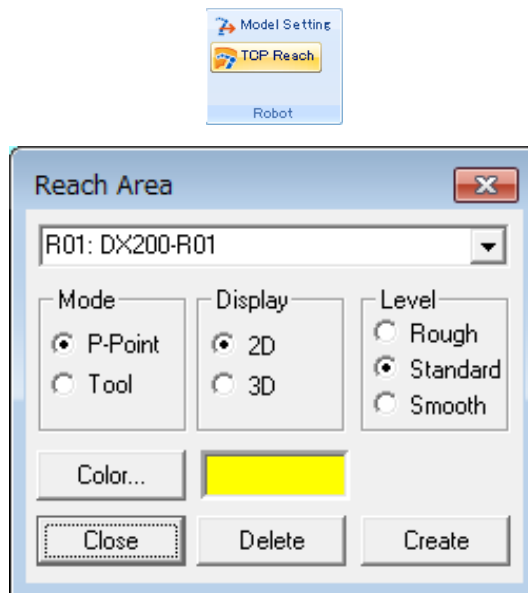 Model Setting
TCP Reach
Robot
Reach Area
R01: DX200-R01
Mode
Display
Level
P-Point
2D
Rough
Tool
3D
Standard
Smooth
Color...
Close
Delete
Create